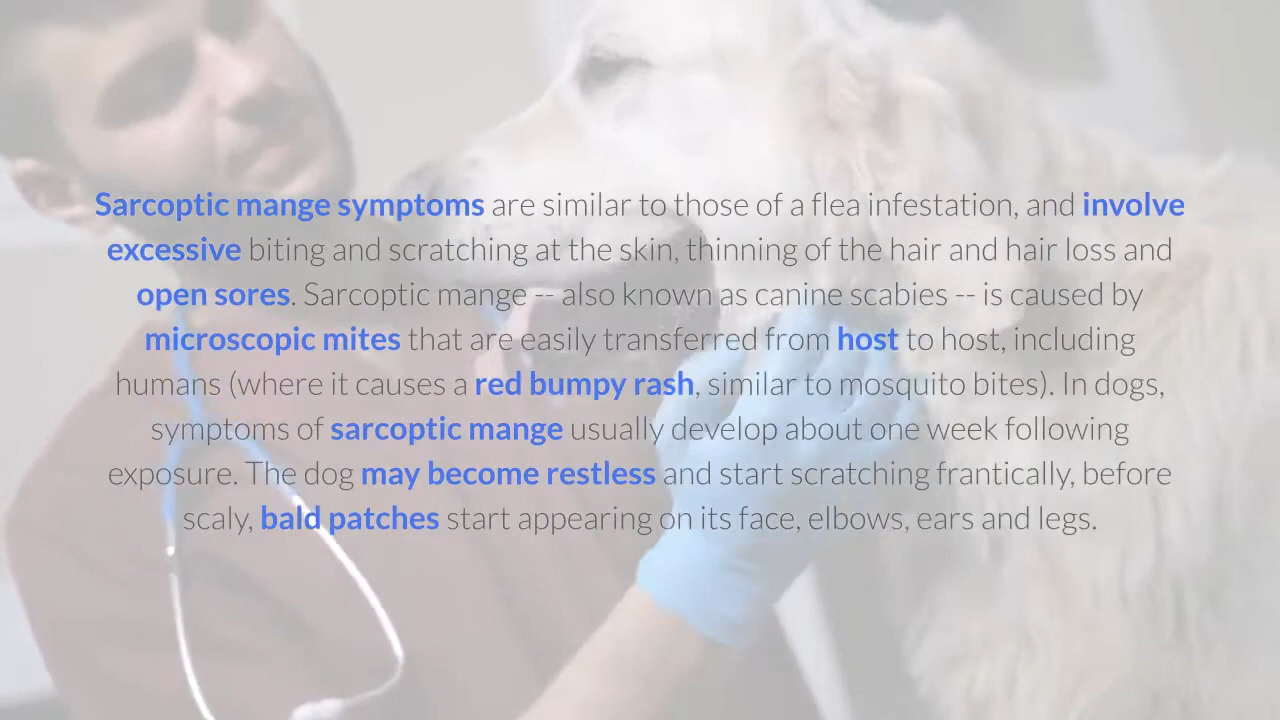 Sarcoptic mange symptoms are similar to those of a flea infestation, and involve
excessive biting and scratching at the skin, thinning of the hair and hair loss and
open sores. Sarcoptic mange -- also known as canine scabies -- is caused by
microscopic mites that are easily transferred from host to host, including
humans (where it causes a red bumpy rash, similar to mosquito bites). In dogs,
symptoms of sarcoptic mange usually develop about one week following
exposure. The dog may become restless and start scratching frantically, before
scaly, bald patches start appearing on its face, elbows, ears and legs.